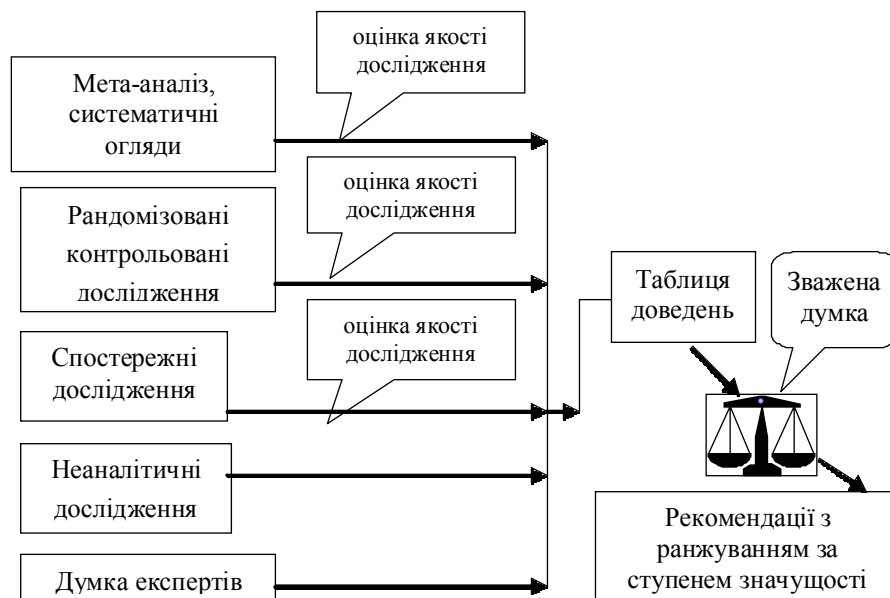 оцінка якості
дослідження
Мета-аналіз,
систематичні
огляди
оцінка якості
дослідження
Рандомізовані
контрольовані
дослідження
оцінка якості
дослідження
Спостережні
дослідження
Неаналітичні
дослідження
Думка експертів
Таблиця
доведень
Зважена
думка
Рекомендації з
ранжуванням за
ступенем значущості